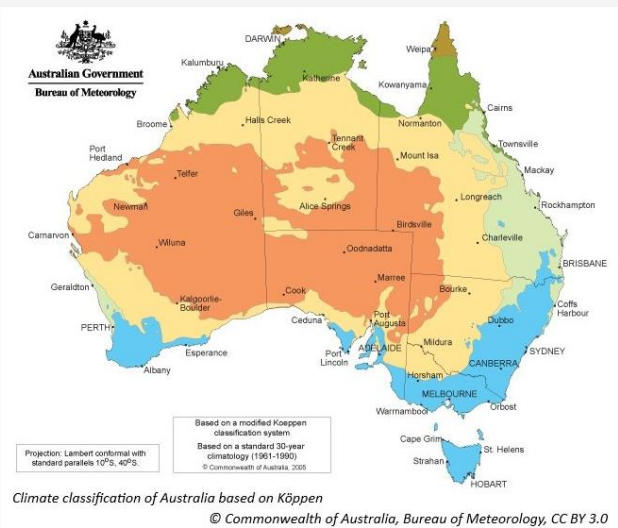 Australian Government
Bureau of Meteorology
DARWIN
Weipa
Kalumburu
Katherine
Kowanyama
Cairns
Broome
Halls Creek
Normanton
Port
Hedland
Tennant
Creek
Mount Isa
Townsville
Mackay
Telfer
Newman
Giles
Alice Springs
Longreach
Rockhampton
Carnarvon
Wiluna
Birdsville
Charleville
Oodnadatta
BRISBANE
Geraldton
Marree
Bourke
Kalgoorlie-
Boulder
Cook
Coffs
Harbour
PERTH
Ceduna
Port
Augusta
Dubbo
Esperance
Albany
Port
Lincoln
ADELAIDE
Mildura
SYDNEY
CANBERRA
Horsham
MELBOURNE
Warrnambool
Orbost
Cape Grim
St. Helens
Strahan
HOBART
Based on a modified Koeppen
classification system
Based on a standard 30-year
climatology (1961-1990)
© Commonwealth of Australia, 2005
Projection: Lambert conformal with
standard parallels 10°S, 40°S.
Climate classification of Australia based on Köppen
© Commonwealth of Australia, Bureau of Meteorology, CC BY 3.0